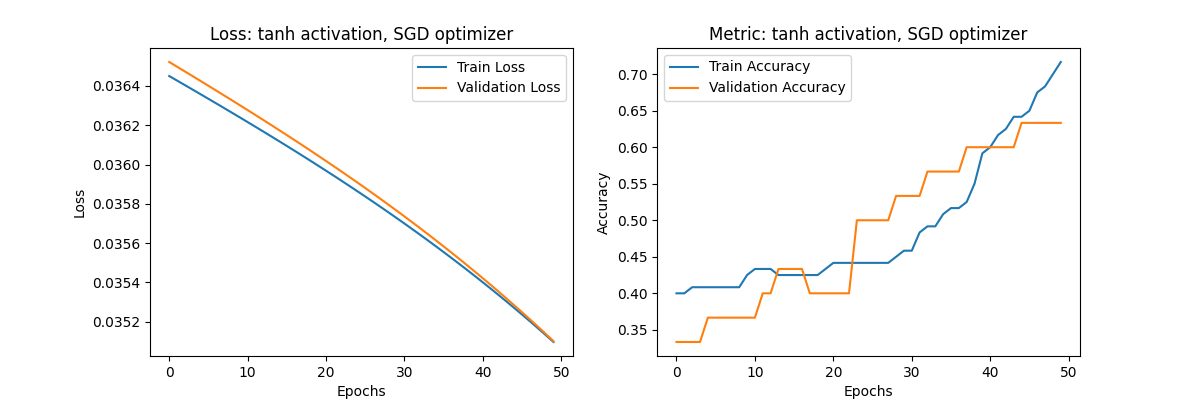 Loss: tanh activation, SGD optimizer
Train Loss
Validation Loss
0.0364
0.0362
0.0360
0.0358
0.0356
0.0354
0.0352
Loss
0
10
20
30
40
50
Epochs
Metric: tanh activation, SGD optimizer
Train Accuracy
Validation Accuracy
0.70
0.65
0.60
0.55
0.50
0.45
0.40
0.35
Accuracy
0
10
20
30
40
50
Epochs